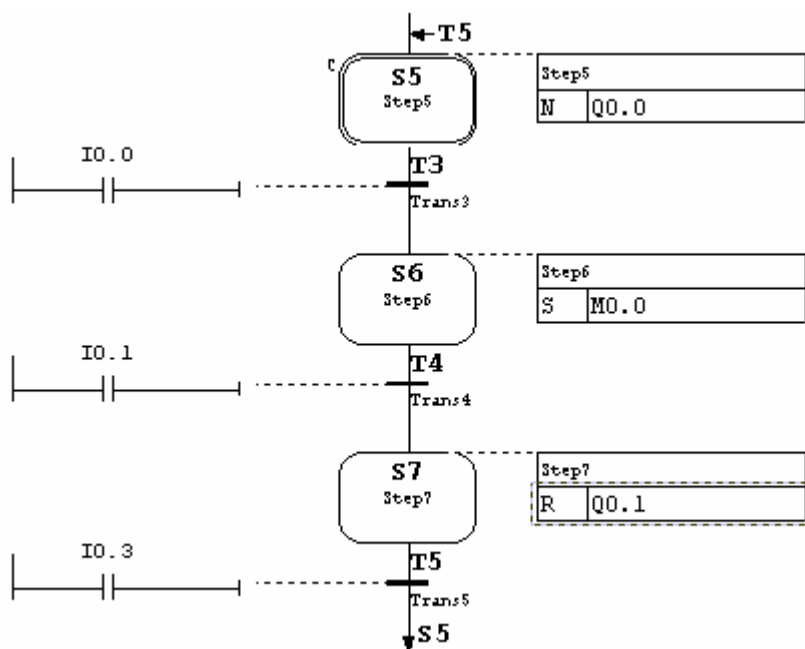 T5
C
S5
Step5
Step5
N Q0.0
I0.0
T3
Trans3
S6
Step6
Step6
S M0.0
I0.1
T4
Trans4
S7
Step7
Step7
R Q0.1
I0.3
T5
Trans5
S5